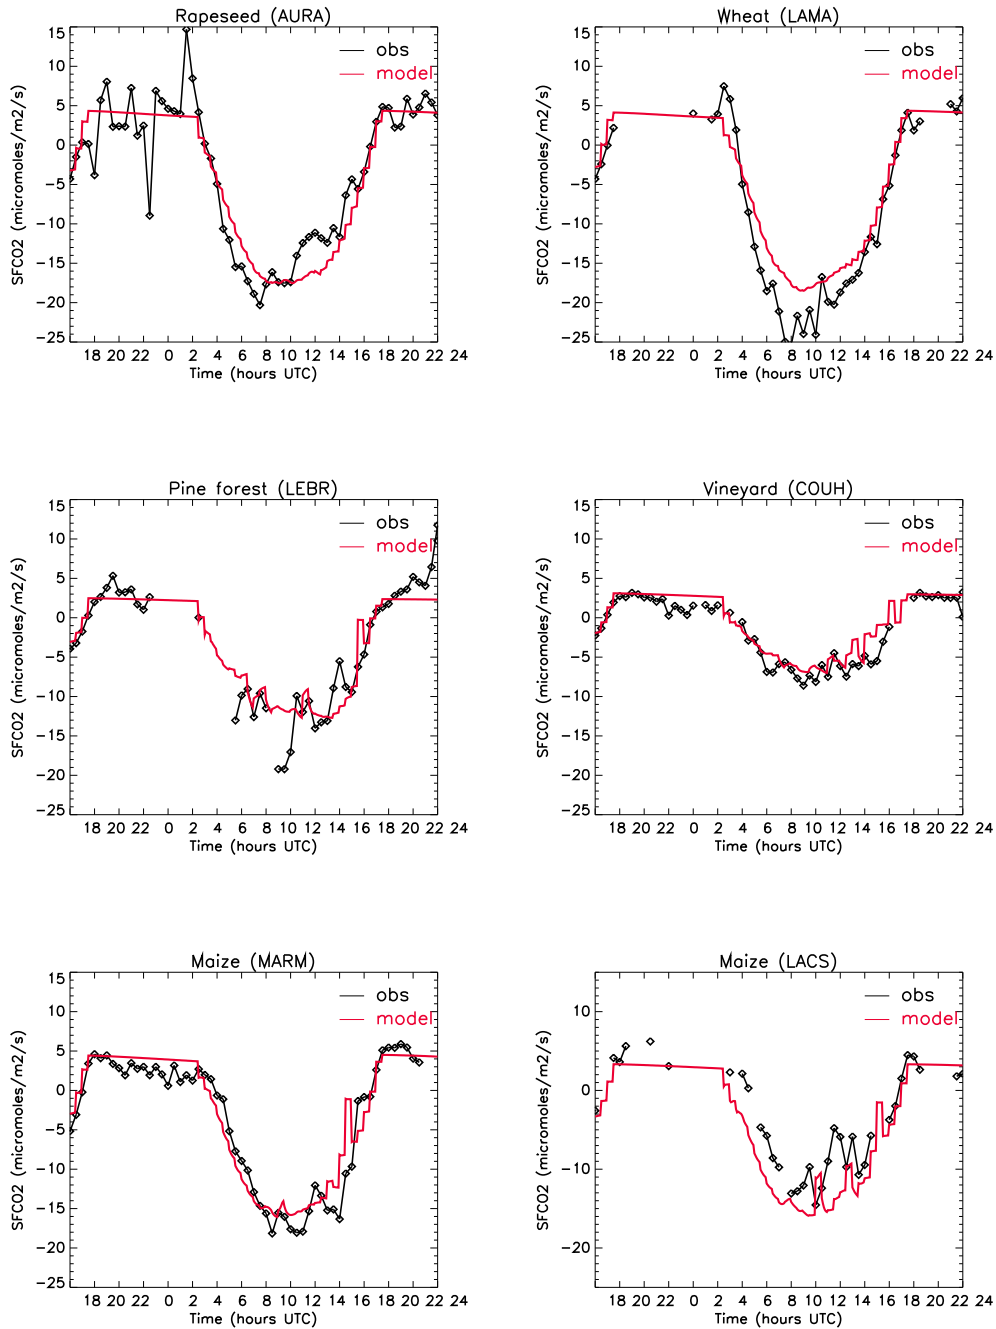 Rapeseed (AURA)
15
10
5
0
−5
−10
−15
−20
−25
SFCO2 (micromoles/m2/s)
obs
model
18 20 22 0 2 4 6 8 10 12 14 16 18 20 22 24
Time (hours UTC)
Wheat (LAMA)
15
10
5
0
−5
−10
−15
−20
−25
SFCO2 (micromoles/m2/s)
obs
model
18 20 22 0 2 4 6 8 10 12 14 16 18 20 22 24
Time (hours UTC)
Pine forest (LEBR)
15
10
5
0
−5
−10
−15
−20
−25
SFCO2 (micromoles/m2/s)
obs
model
18 20 22 0 2 4 6 8 10 12 14 16 18 20 22 24
Time (hours UTC)
Vineyard (COUH)
15
10
5
0
−5
−10
−15
−20
−25
SFCO2 (micromoles/m2/s)
obs
model
18 20 22 0 2 4 6 8 10 12 14 16 18 20 22 24
Time (hours UTC)
Maize (MARM)
15
10
5
0
−5
−10
−15
−20
−25
SFCO2 (micromoles/m2/s)
obs
model
18 20 22 0 2 4 6 8 10 12 14 16 18 20 22 24
Time (hours UTC)
Maize (LACS)
10
5
0
−5
−10
−15
−20
SFCO2 (micromoles/m2/s)
obs
model
18 20 22 0 2 4 6 8 10 12 14 16 18 20 22 24
Time (hours UTC)